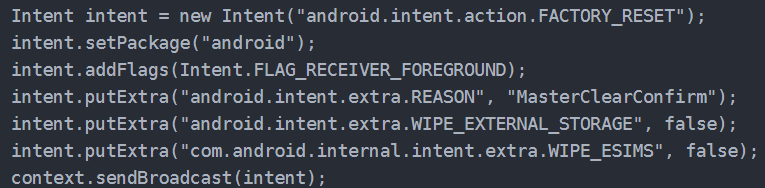 Intent intent = new Intent("android.intent.action.FACTORY_RESET");
intent.setPackage("android");
intent.addFlags(Intent.FLAG_RECEIVER_FOREGROUND);
intent.putExtra("android.intent.extra.REASON", "MasterClearConfirm");
intent.putExtra("android.intent.extra.WIPE_EXTERNAL_STORAGE", false);
intent.putExtra("com.android.internal.intent.extra.WIPE_ESIMS", false);
context.sendBroadcast(intent);